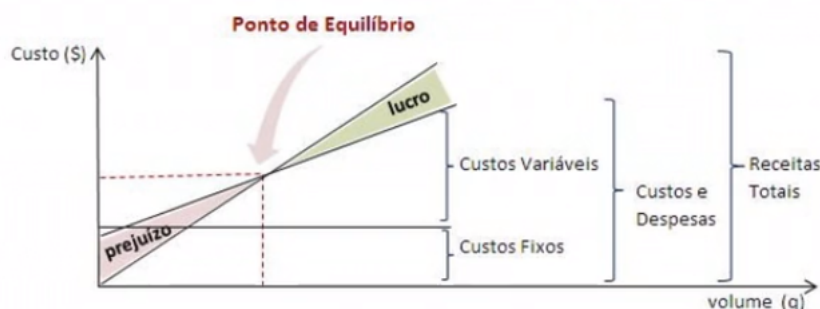 Ponto de Equilíbrio
Custo ($)
lucro
Custos Variáveis
Receitas
Totais
Custos e
Despesas
prejuízo
Custos Fixos
volume (q)